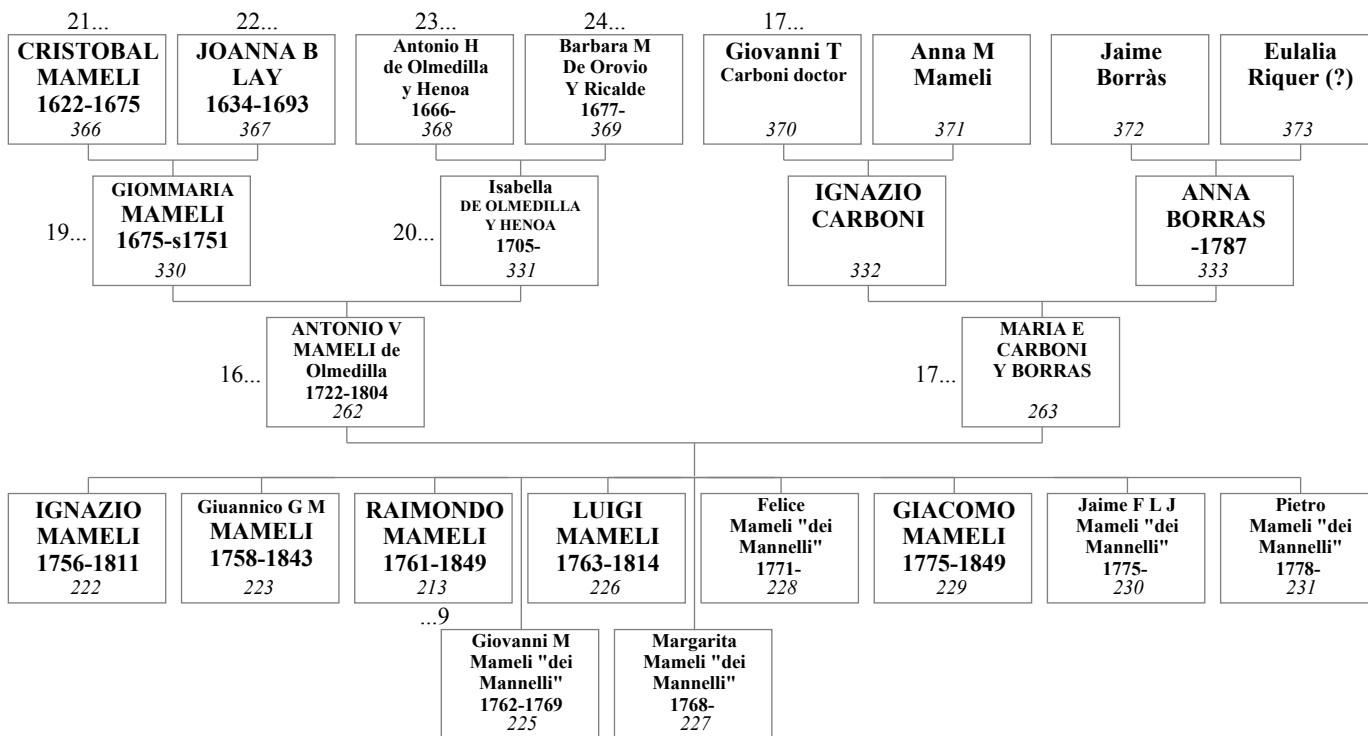 21...
22...
23...
24...
17...
CRISTOBAL
MAMELI
1622-1675
366
JOANNA B
LAY
1634-1693
367
Antonio H
de Olmedilla
y Henoa
1666-
368
Barbara M
De Orovio
Y Ricalde
1677-
369
Giovanni T
Carboni doctor
370
Anna M
Mameli
371
Jaime
Borràs
372
Eulalia
Riquer (?)
373
19...
GIOMMARIA
MAMELI
1675-s1751
330
20...
Isabella
DE OLMEDILLA
Y HENOA
1705-
331
IGNAZIO
CARBONI
332
ANNA
BORRAS
-1787
333
16...
ANTONIO V
MAMELI de
Olmedilla
1722-1804
262
17...
MARIA E
CARBONI
Y BORRAS
263
IGNAZIO
MAMELI
1756-1811
222
Giuannico G M
MAMELI
1758-1843
223
RAIMONDO
MAMELI
1761-1849
213
...9
LUIGI
MAMELI
1763-1814
226
Felice
Mameli "dei
Mannelli"
1771-
228
GIACOMO
MAMELI
1775-1849
229
Jaime F L J
Mameli "dei
Mannelli"
1775-
230
Pietro
Mameli "dei
Mannelli"
1778-
231
Giovanni M
Mameli "dei
Mannelli"
1762-1769
225
Margarita
Mameli "dei
Mannelli"
1768-
227